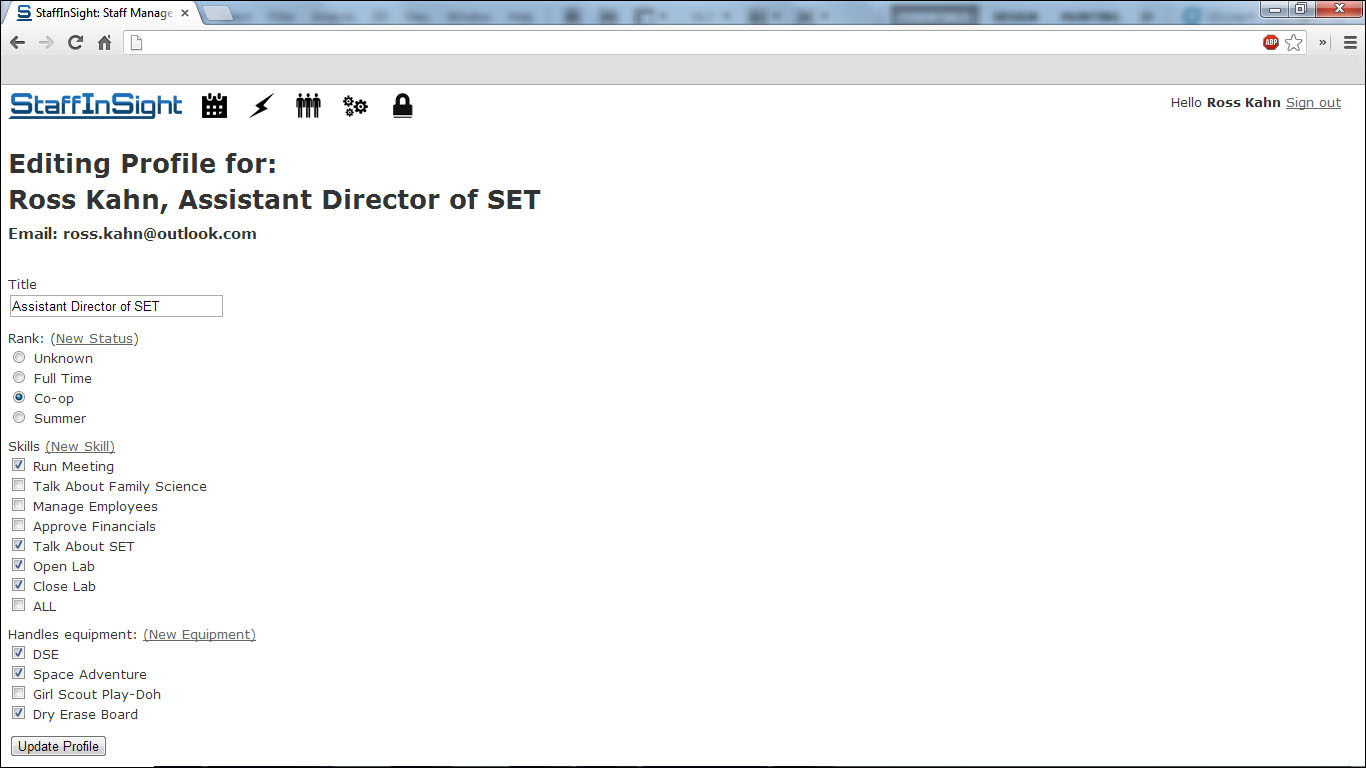 StaffInSight: Staff Manage
ABP
StaffInSight
Hello Ross Kahn Sign out
Editing Profile for:
Ross Kahn, Assistant Director of SET
Email: ross.kahn@outlook.com
Title
Assistant Director of SET
Rank: (New Status)
Unknown
Full Time
Co-op
Summer
Skills (New Skill)
Run Meeting
Talk About Family Science
Manage Employees
Approve Financials
Talk About SET
Open Lab
Close Lab
ALL
Handles equipment: (New Equipment)
DSE
Space Adventure
Girl Scout Play-Doh
Dry Erase Board
Update Profile